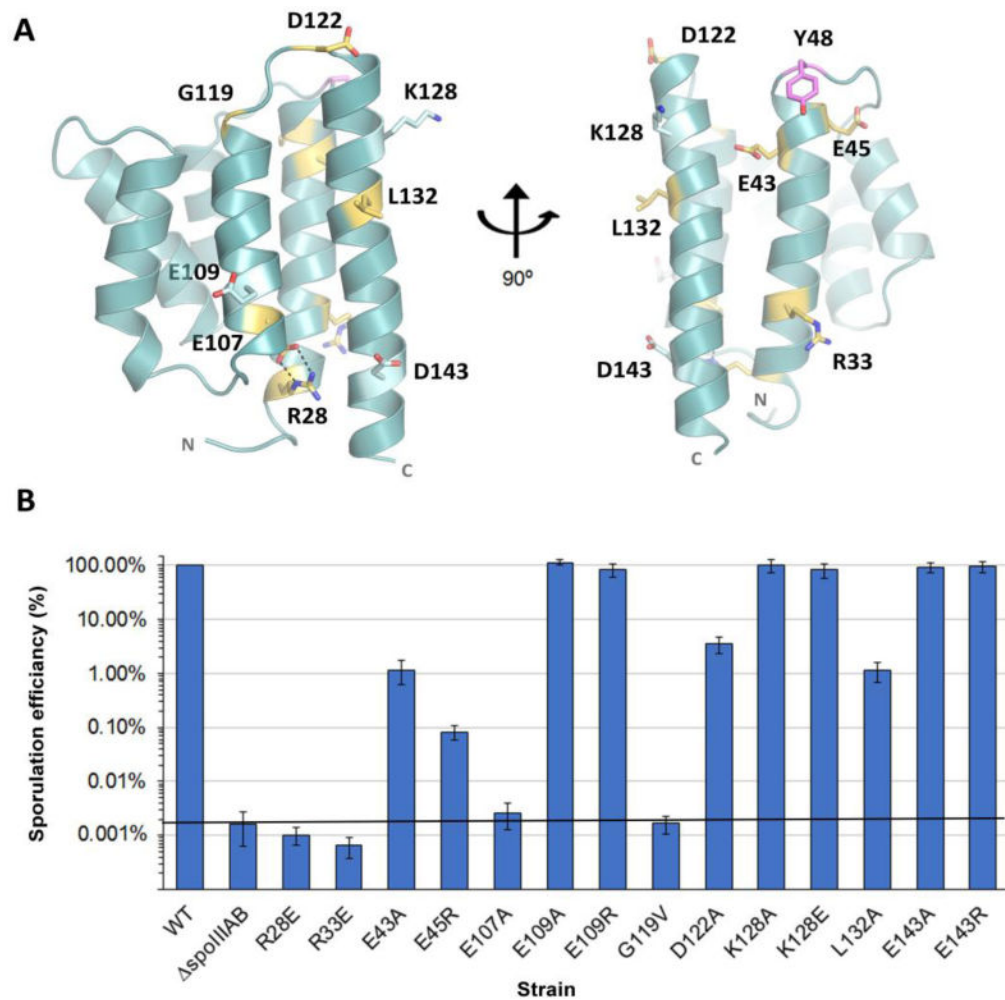 A
D122
G119
K128
L132
E109
E107
R28
D143
N
C
90º
D122
Y48
K128
E45
E43
L132
R33
D143
N
C
B
Sporulation efficiancy (%)
100.00%
10.00%
1.00%
0.10%
0.01%
0.001%
WT
ΔspoIIIAB
R28E
R33E
E43A
E45R
E107A
E109A
E109R
G119V
D122A
K128A
K128E
L132A
E143A
E143R
Strain